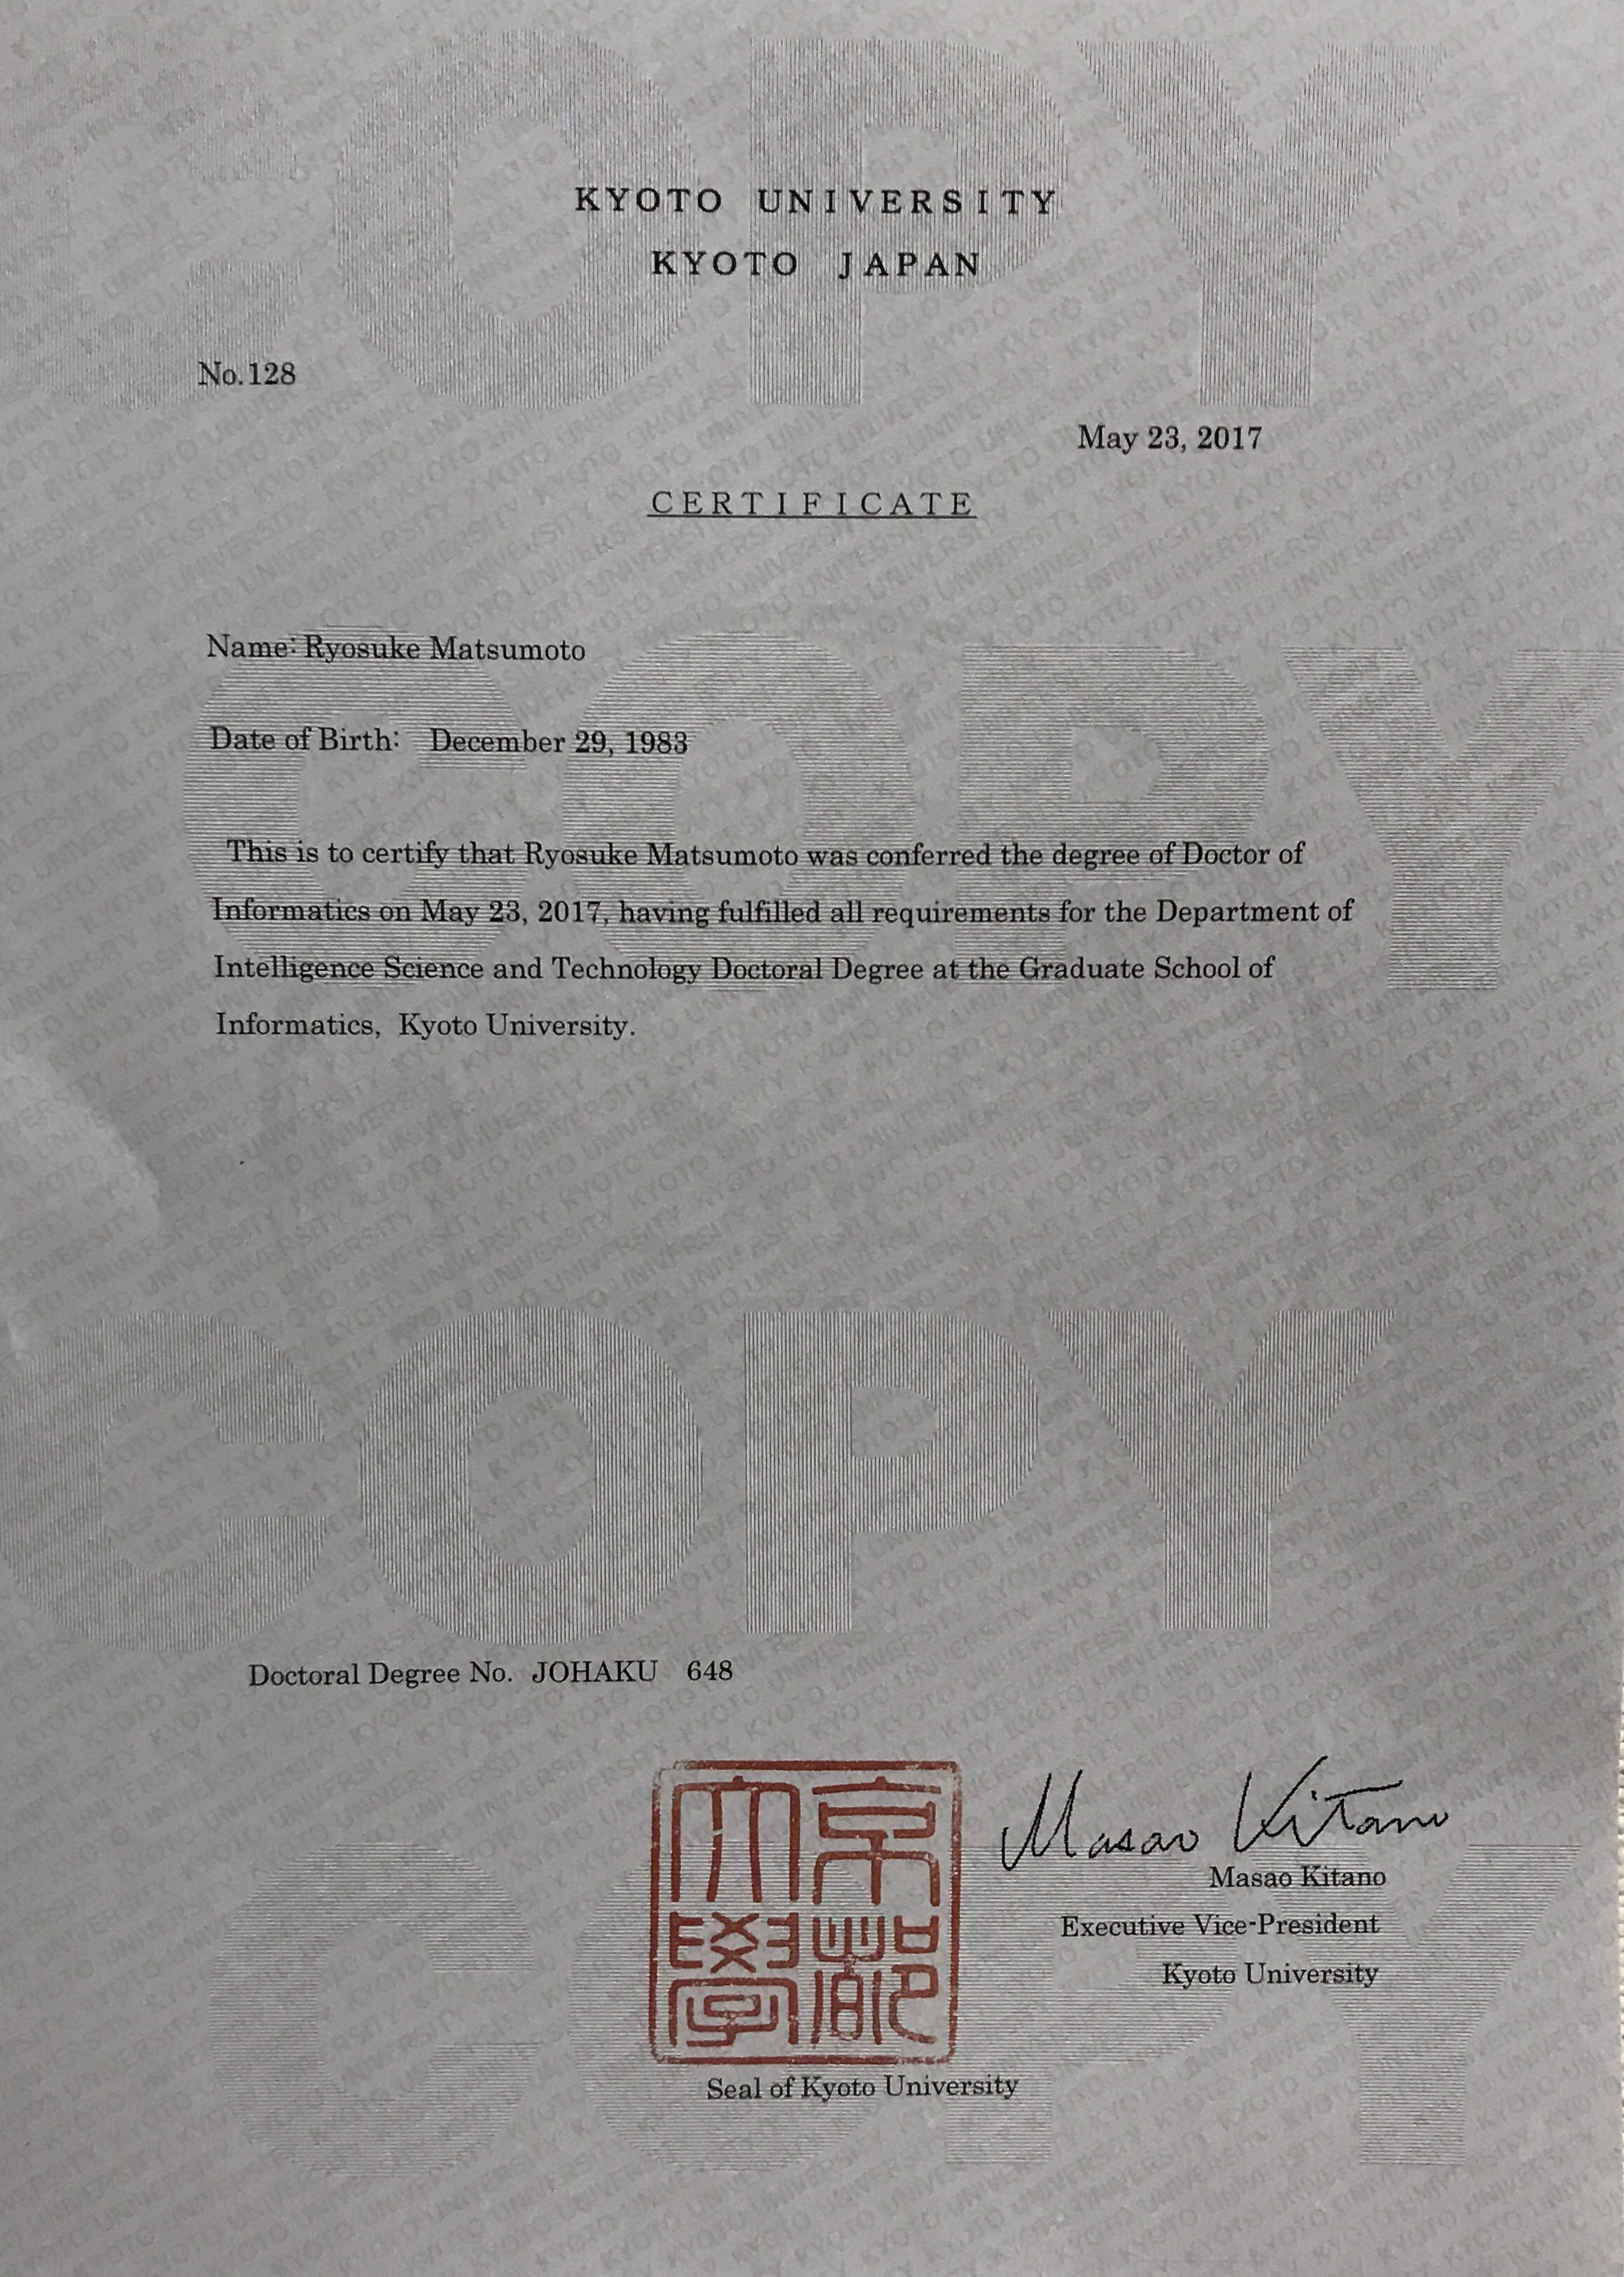 COPY
KYOTO UNIVERSITY
KYOTO JAPAN
No.128
May 23, 2017
CERTIFICATE
COPY
Name: Ryosuke Matsumoto
Date of Birth: December 29, 1983
This is to certify that Ryosuke Matsumoto was conferred the degree of Doctor of
Informatics on May 23, 2017, having fulfilled all requirements for the Department of
Intelligence Science and Technology Doctoral Degree at the Graduate School of
Informatics, Kyoto University.
COPY
Doctoral Degree No. JOHAKU 648
COPY
京都
大學
Masao Kitano
Masao Kitano
Executive Vice-President
Kyoto University
Seal of Kyoto University